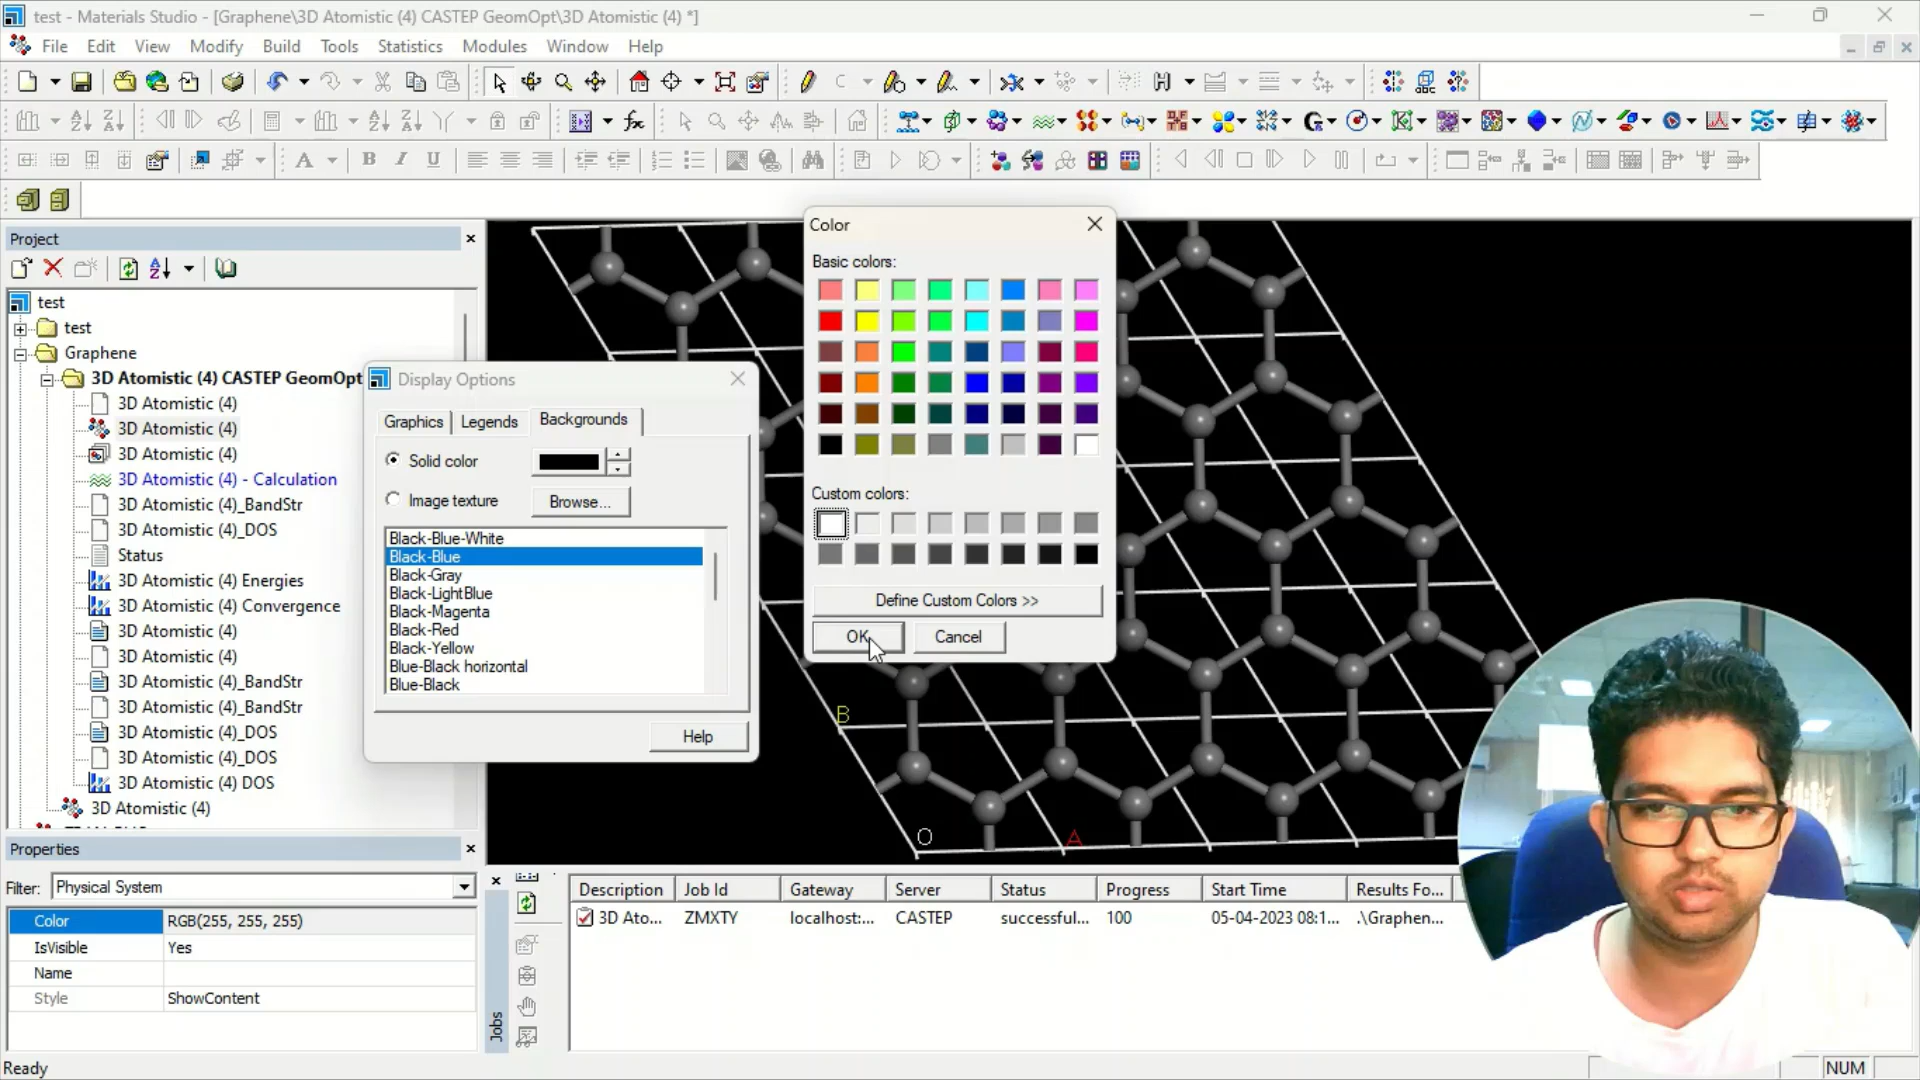 test - Materials Studio - [Graphene\3D Atomistic (4) CASTEP GeomOpt\3D Atomistic (4) *]
File Edit View Modify Build Tools Statistics Modules Window Help
Project
test
test
Graphene
3D Atomistic (4) CASTEP GeomOpt
3D Atomistic (4)
3D Atomistic (4)
3D Atomistic (4)
3D Atomistic (4) - Calculation
3D Atomistic (4)_BandStr
3D Atomistic (4)_DOS
Status
3D Atomistic (4) Energies
3D Atomistic (4) Convergence
3D Atomistic (4)
3D Atomistic (4)
3D Atomistic (4)_BandStr
3D Atomistic (4)_BandStr
3D Atomistic (4)_DOS
3D Atomistic (4)_DOS
3D Atomistic (4) DOS
3D Atomistic (4)
Display Options
Graphics Legends Backgrounds
Solid color
Image texture Browse...
Black-Blue-White
Black-Blue
Black-Gray
Black-LightBlue
Black-Magenta
Black-Red
Black-Yellow
Blue-Black horizontal
Blue-Black
Help
Color
Basic colors:
Custom colors:
Define Custom Colors >>
OK Cancel
B
O
A
Properties
Filter: Physical System
Color RGB(255, 255, 255)
IsVisible Yes
Name
Style ShowContent
Jobs
Description Job Id Gateway Server Status Progress Start Time Results Fo...
3D Ato... ZMXTY localhost:... CASTEP successful... 100 05-04-2023 08:1... .\Graphen...
Ready
NUM